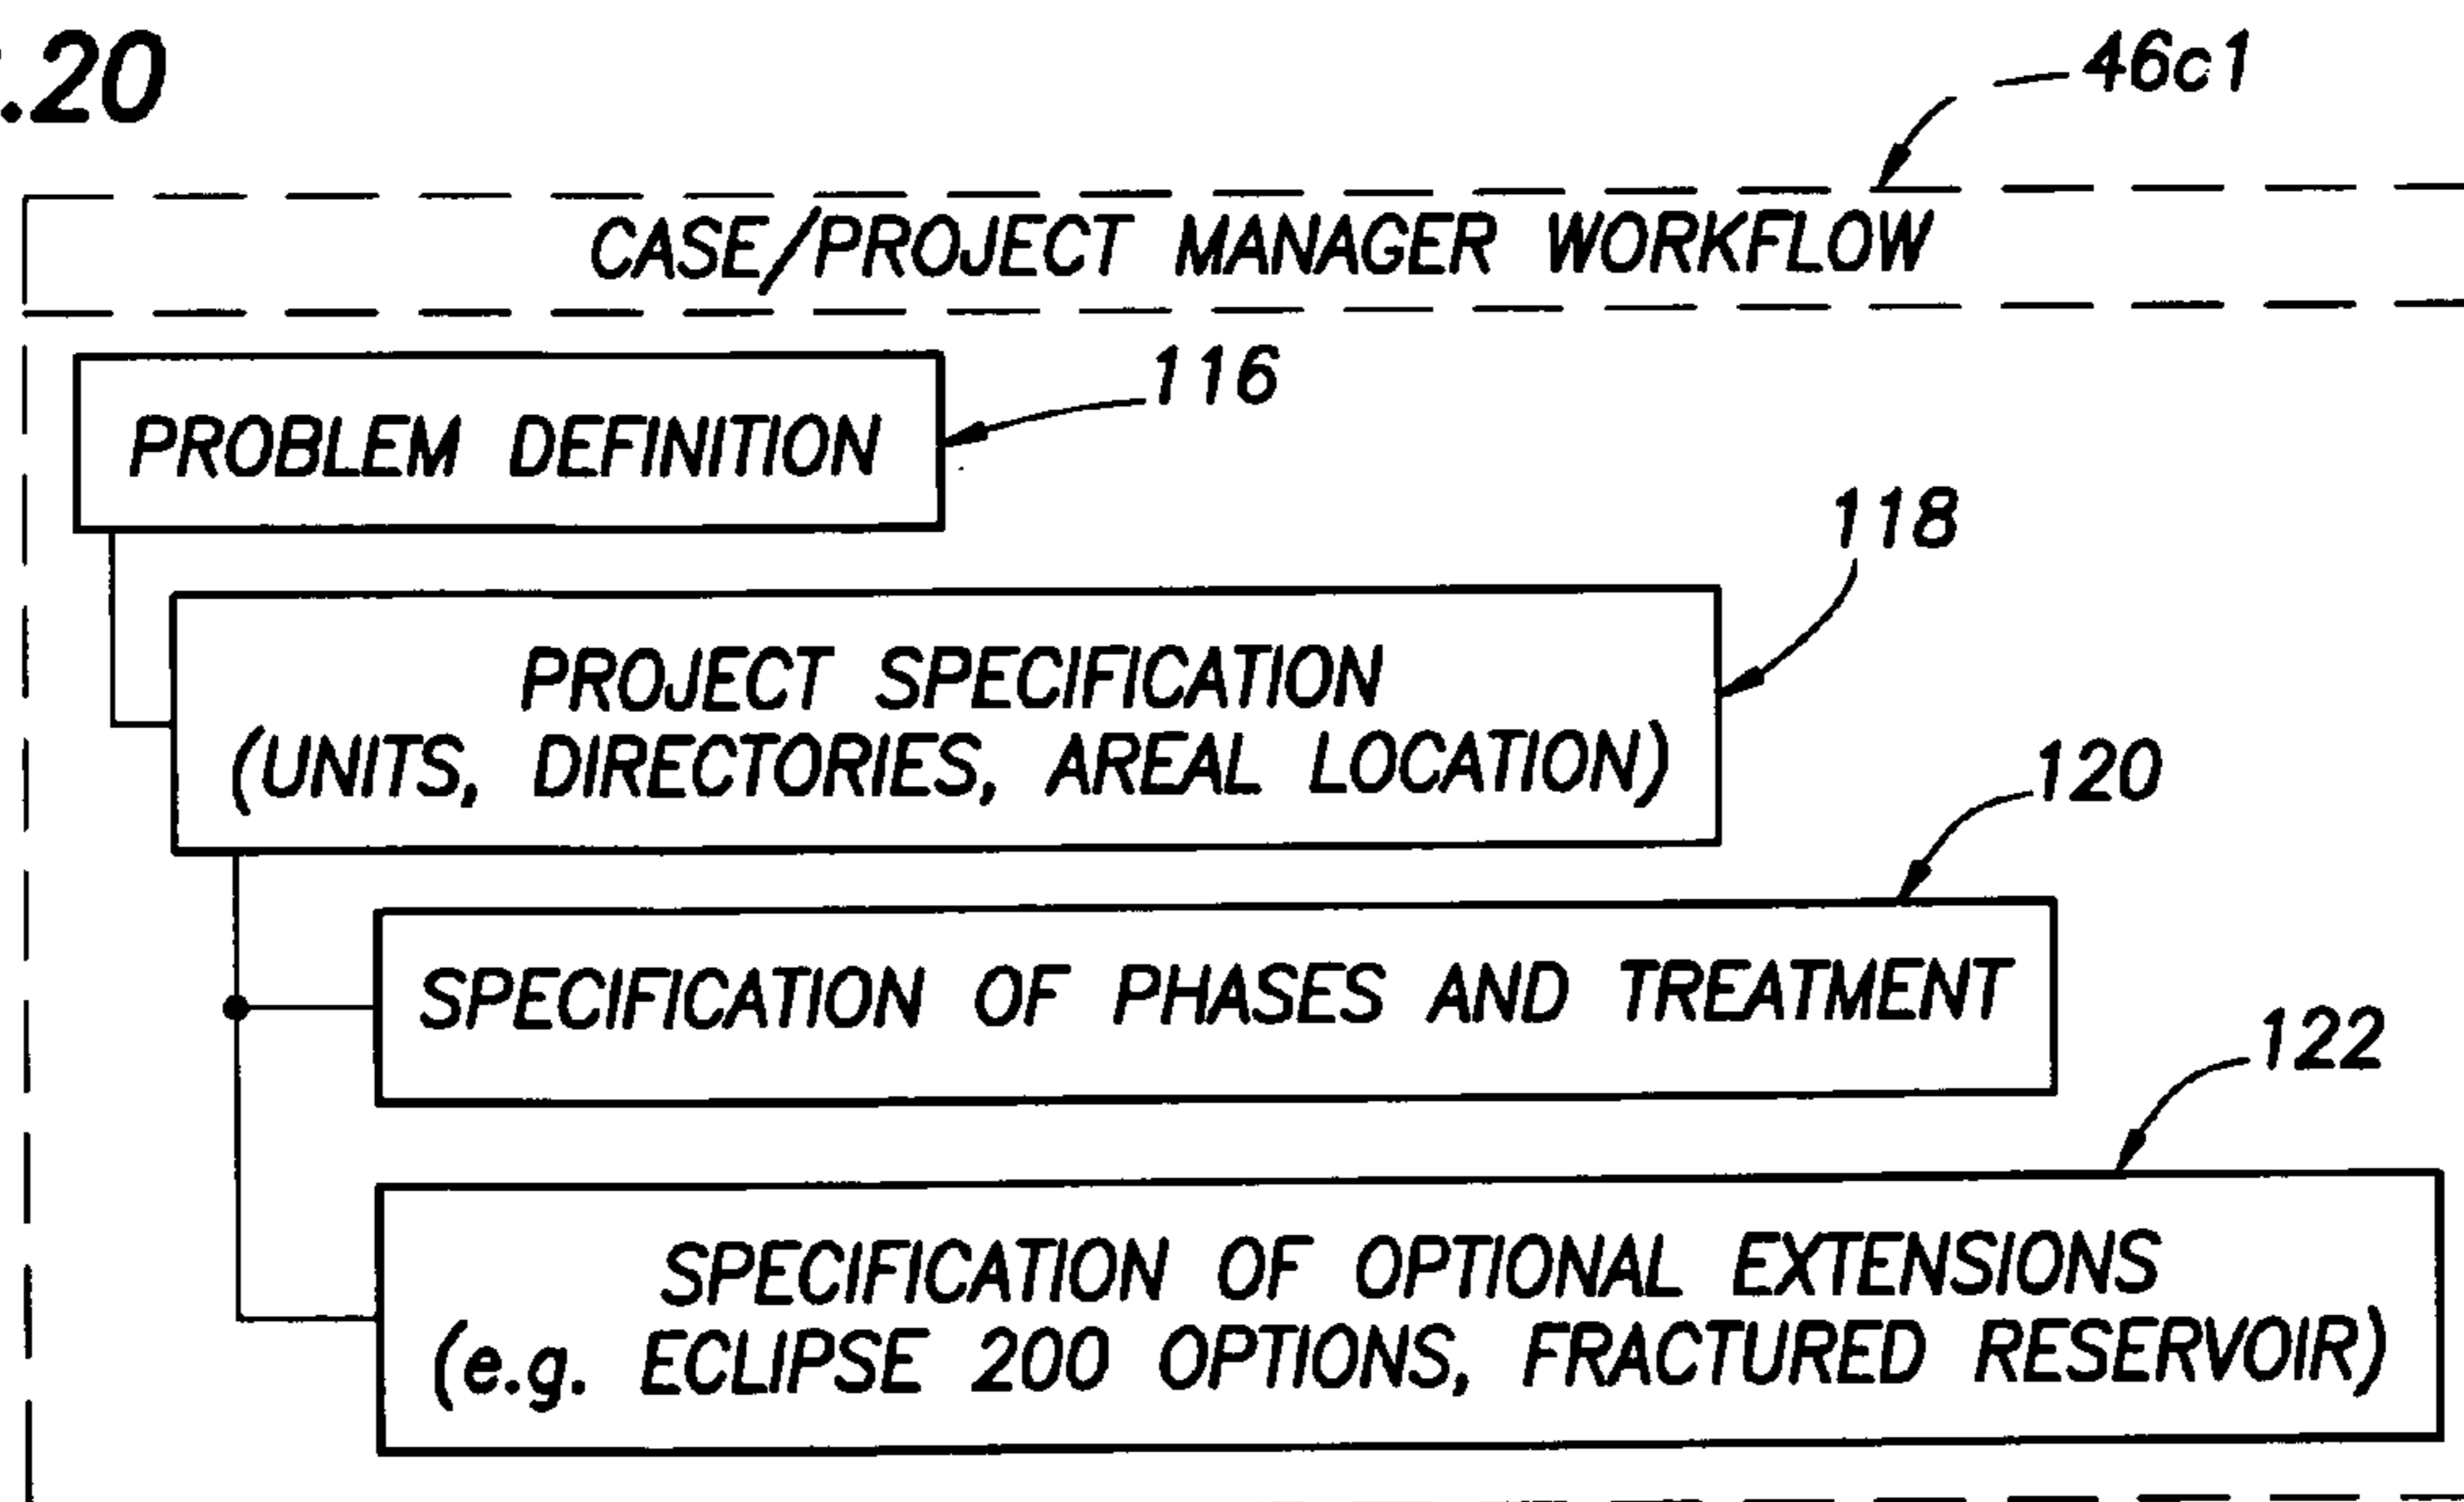 .20
46c1
CASE/PROJECT MANAGER WORKFLOW
116
PROBLEM DEFINITION
118
PROJECT SPECIFICATION
(UNITS, DIRECTORIES, AREAL LOCATION)
120
SPECIFICATION OF PHASES AND TREATMENT
122
SPECIFICATION OF OPTIONAL EXTENSIONS
(e.g. ECLIPSE 200 OPTIONS, FRACTURED RESERVOIR)